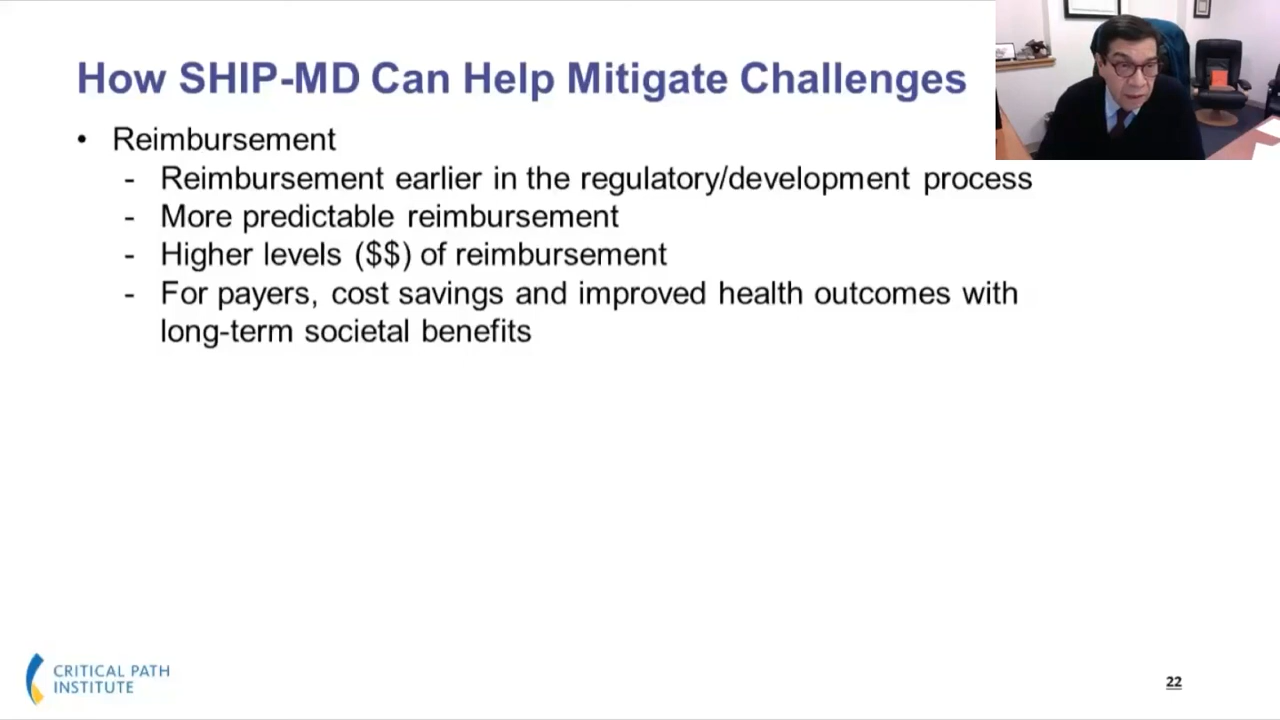 How SHIP-MD Can Help Mitigate Challenges
• Reimbursement
- Reimbursement earlier in the regulatory/development process
- More predictable reimbursement
- Higher levels ($$) of reimbursement
- For payers, cost savings and improved health outcomes with
long-term societal benefits
CRITICAL PATH
INSTITUTE
22